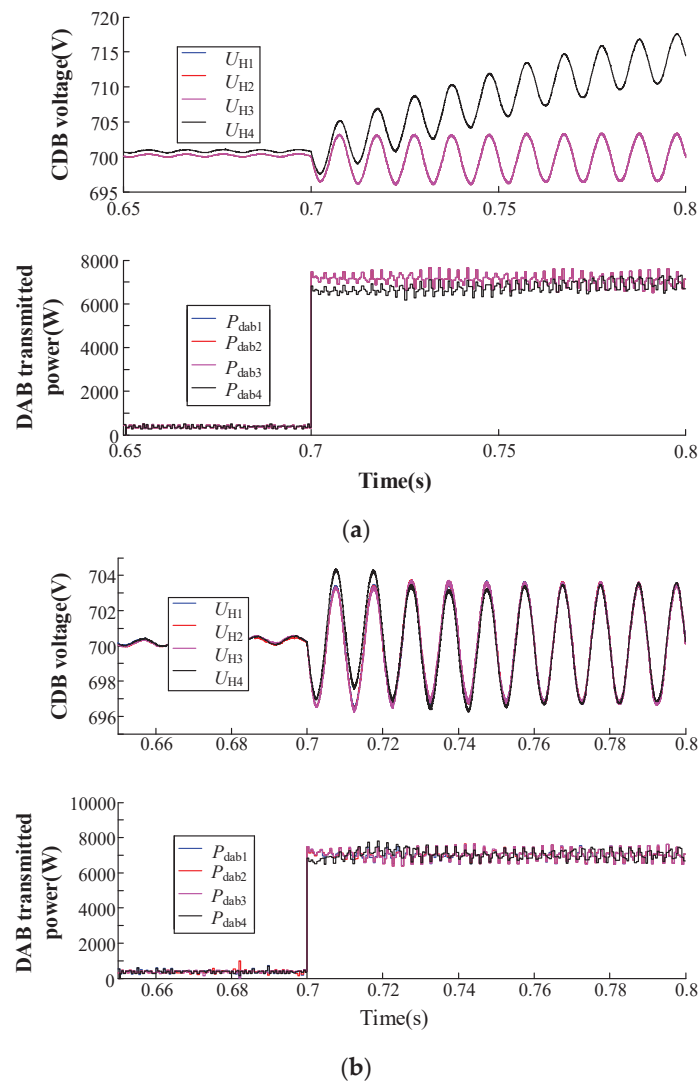 720
715
710
705
700
695
CDB voltage(V)
U_H1
U_H2
U_H3
U_H4
0.65
0.7
0.75
0.8
8000
6000
4000
2000
0
DAB transmitted
power(W)
P_dab1
P_dab2
P_dab3
P_dab4
0.65
0.7
0.75
0.8
Time(s)
(a)
704
702
700
698
696
CDB voltage(V)
U_H1
U_H2
U_H3
U_H4
0.66
0.68
0.7
0.72
0.74
0.76
0.78
0.8
10000
8000
6000
4000
2000
0
DAB transmitted
power(W)
P_dab1
P_dab2
P_dab3
P_dab4
0.66
0.68
0.7
0.72
0.74
0.76
0.78
0.8
Time(s)
(b)